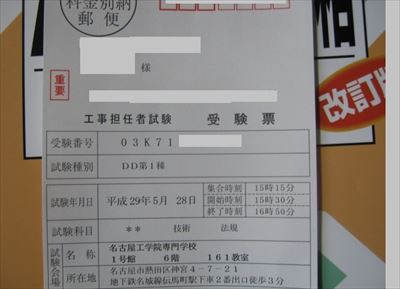 料金別納
郵便
様
重要
工事担任者試験 受験票
受験番号 03K71
試験種別 DD第1種
試験年月日 平成29年5月 28日 集合時刻 15時15分
開始時刻 15時30分
終了時刻 16時50分
試験科目 ** 技術 法規
試験会場 名称 名古屋工学院専門学校
1号館 6階 161教室
所在地 名古屋市熱田区神宮4-7-21
地下鉄名城線伝馬町駅下車2番出口徒歩3分
改訂版